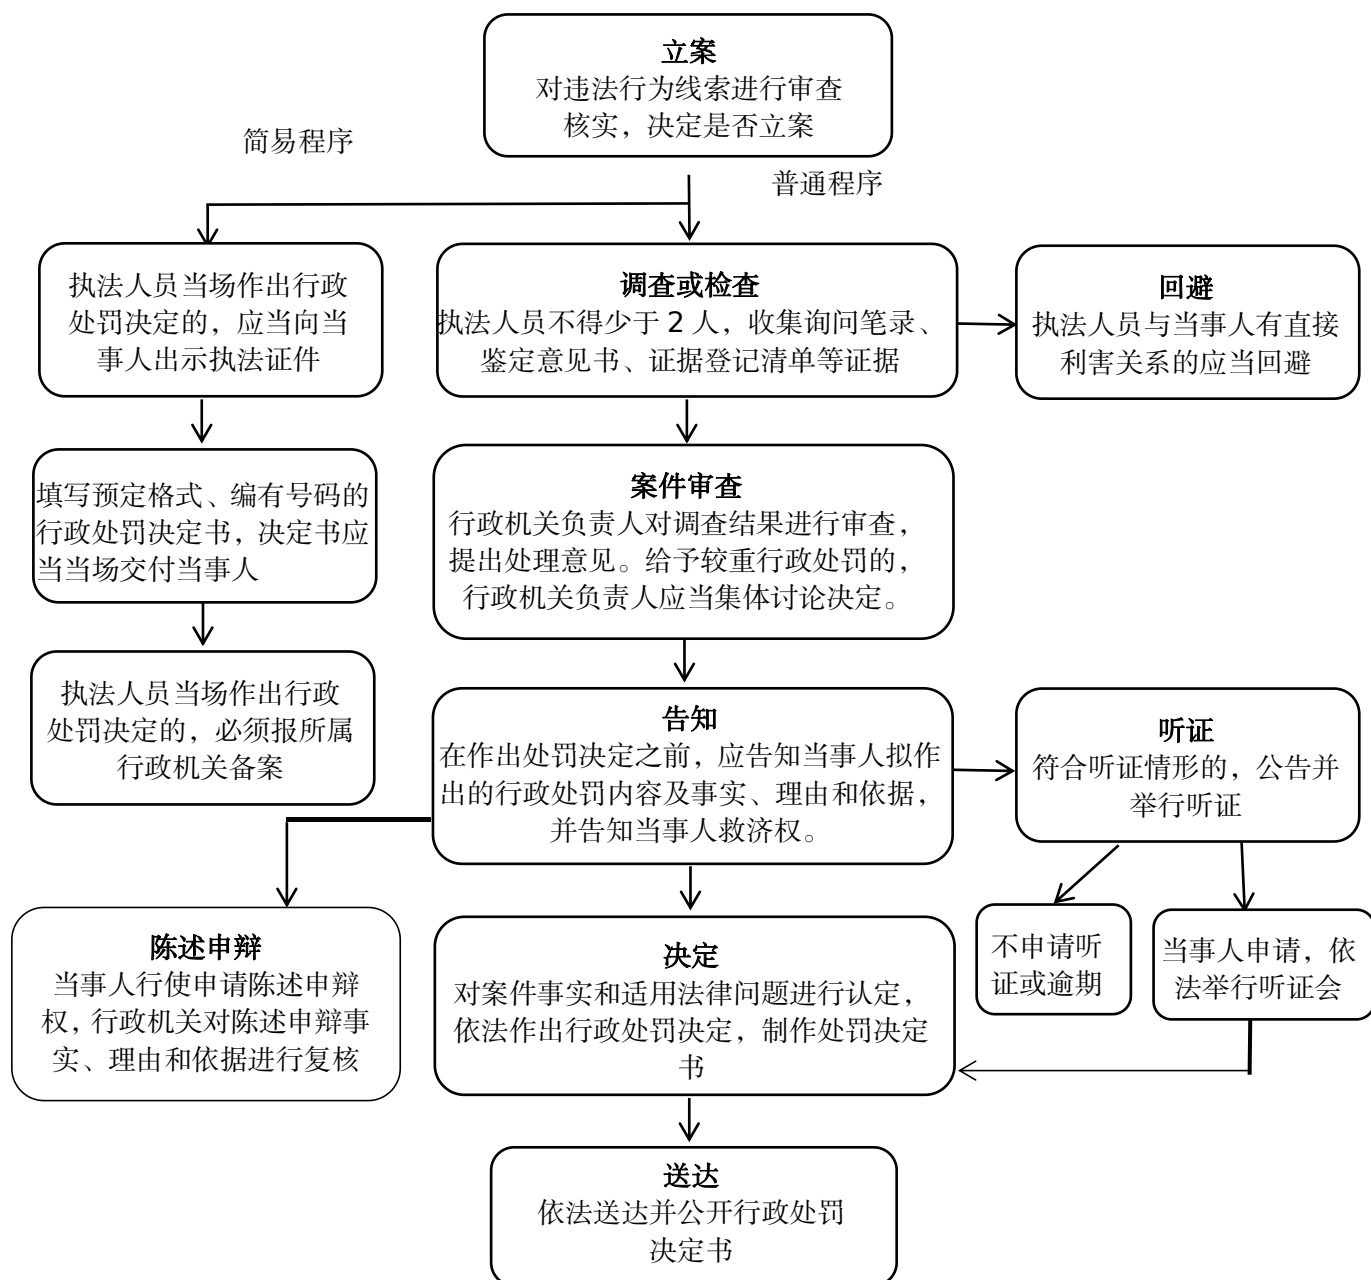 立案
对违法行为线索进行审查
核实，决定是否立案
简易程序
普通程序
执法人员当场作出行政
处罚决定的，应当向当
事人出示执法证件
调查或检查
执法人员不得少于 2 人，收集询问笔录、
鉴定意见书、证据登记清单等证据
回避
执法人员与当事人有直接
利害关系的应当回避
填写预定格式、编有号码的
行政处罚决定书，决定书应
当当场交付当事人
案件审查
行政机关负责人对调查结果进行审查，
提出处理意见。给予较重行政处罚的，
行政机关负责人应当集体讨论决定。
执法人员当场作出行政
处罚决定的，必须报所属
行政机关备案
告知
在作出处罚决定之前，应告知当事人拟作
出的行政处罚内容及事实、理由和依据，
并告知当事人救济权。
听证
符合听证情形的，公告并
举行听证
陈述申辩
当事人行使申请陈述申辩
权，行政机关对陈述申辩事
实、理由和依据进行复核
决定
对案件事实和适用法律问题进行认定，
依法作出行政处罚决定，制作处罚决定
书
不申请听
证或逾期
当事人申请，依
法举行听证会
送达
依法送达并公开行政处罚
决定书